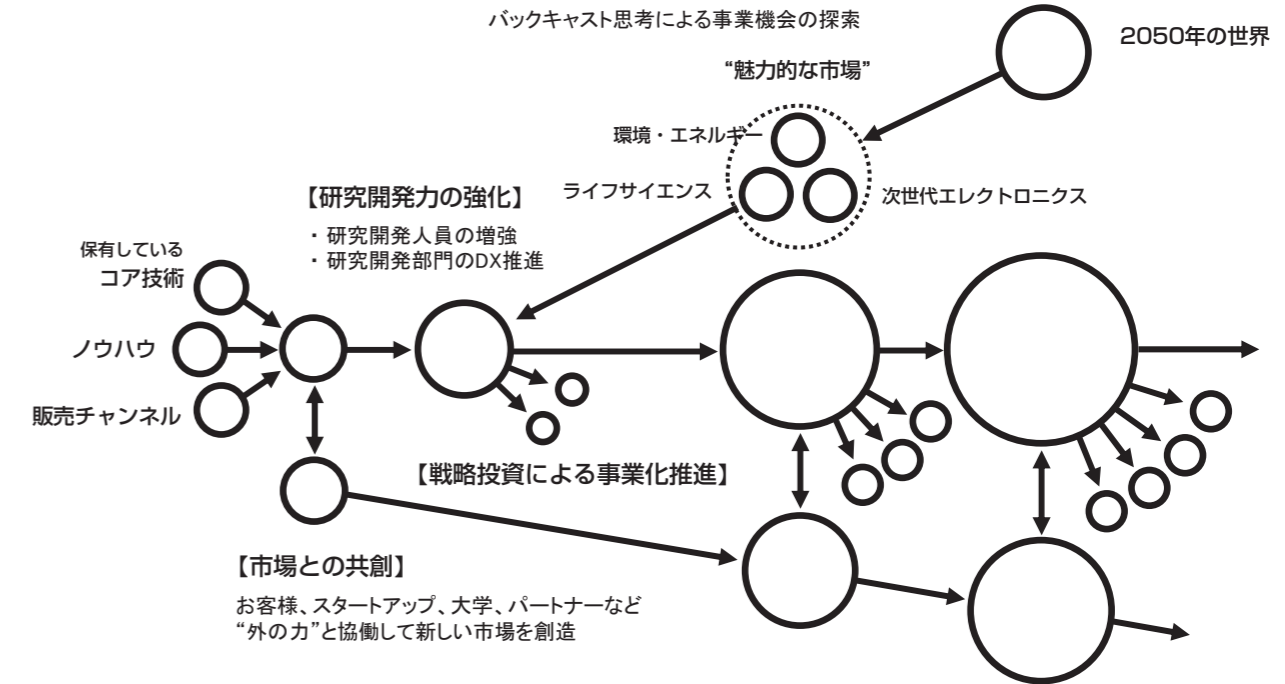 バックキャスト思考による事業機会の探索
2050年の世界
“魅力的な市場”
環境・エネルギー
ライフサイエンス
次世代エレクトロニクス
【研究開発力の強化】
・研究開発人員の増強
・研究開発部門のDX推進
保有している
コア技術
ノウハウ
販売チャンネル
【戦略投資による事業化推進】
【市場との共創】
お客様、スタートアップ、大学、パートナーなど
“外の力”と協働して新しい市場を創造